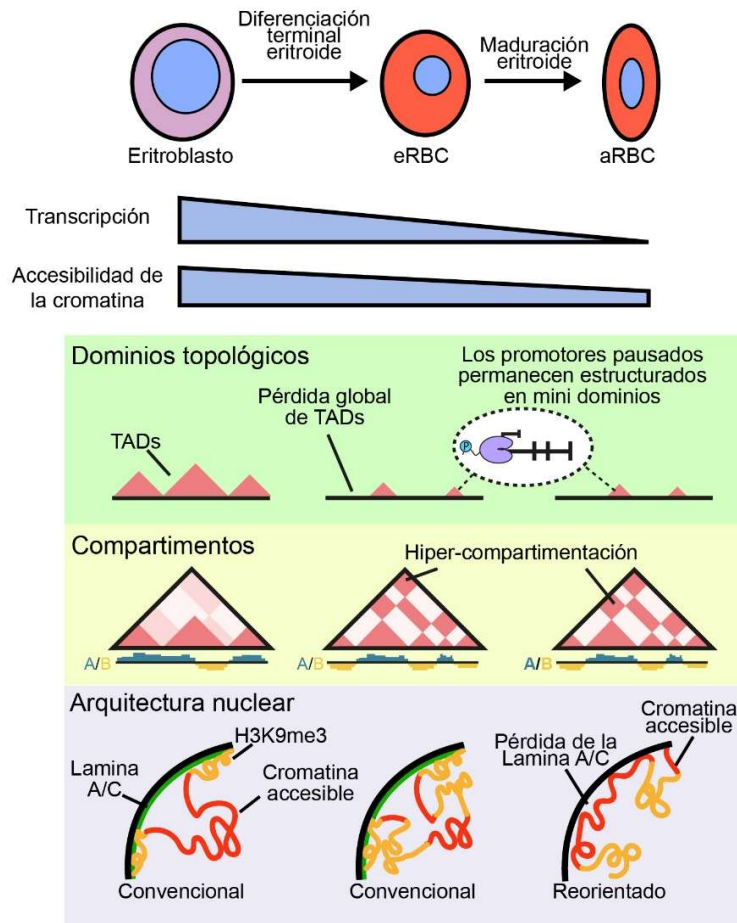 Diferenciación
terminal
eritroide
Maduración
eritroide
Eritroblasto
eRBC
aRBC
Transcripción
Accesibilidad de
la cromatina
Dominios topológicos
Los promotores pausados
permanecen estructurados
en mini dominios
Pérdida global
de TADs
TADs
P
Compartimentos
Hiper-compartimentación
A/B
A/B
A/B
Arquitectura nuclear
H3K9me3
Lamina
A/C
Cromatina
accesible
Pérdida de la
Lamina A/C
Cromatina
accesible
Convencional
Convencional
Reorientado